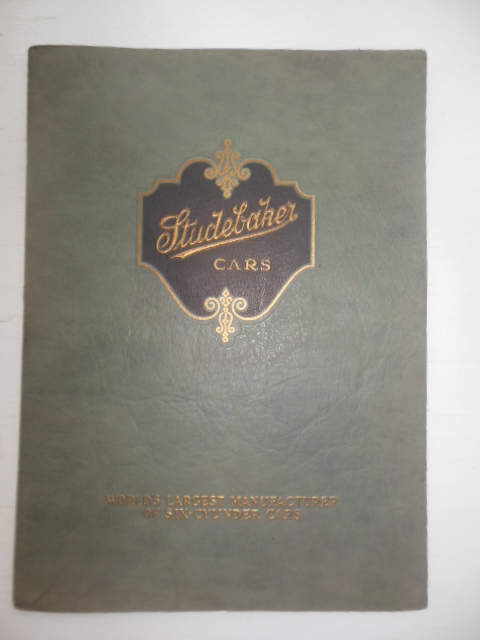 Studebaker
CARS
WORLD'S LARGEST MANUFACTURER
OF SIX-CYLINDER CARS